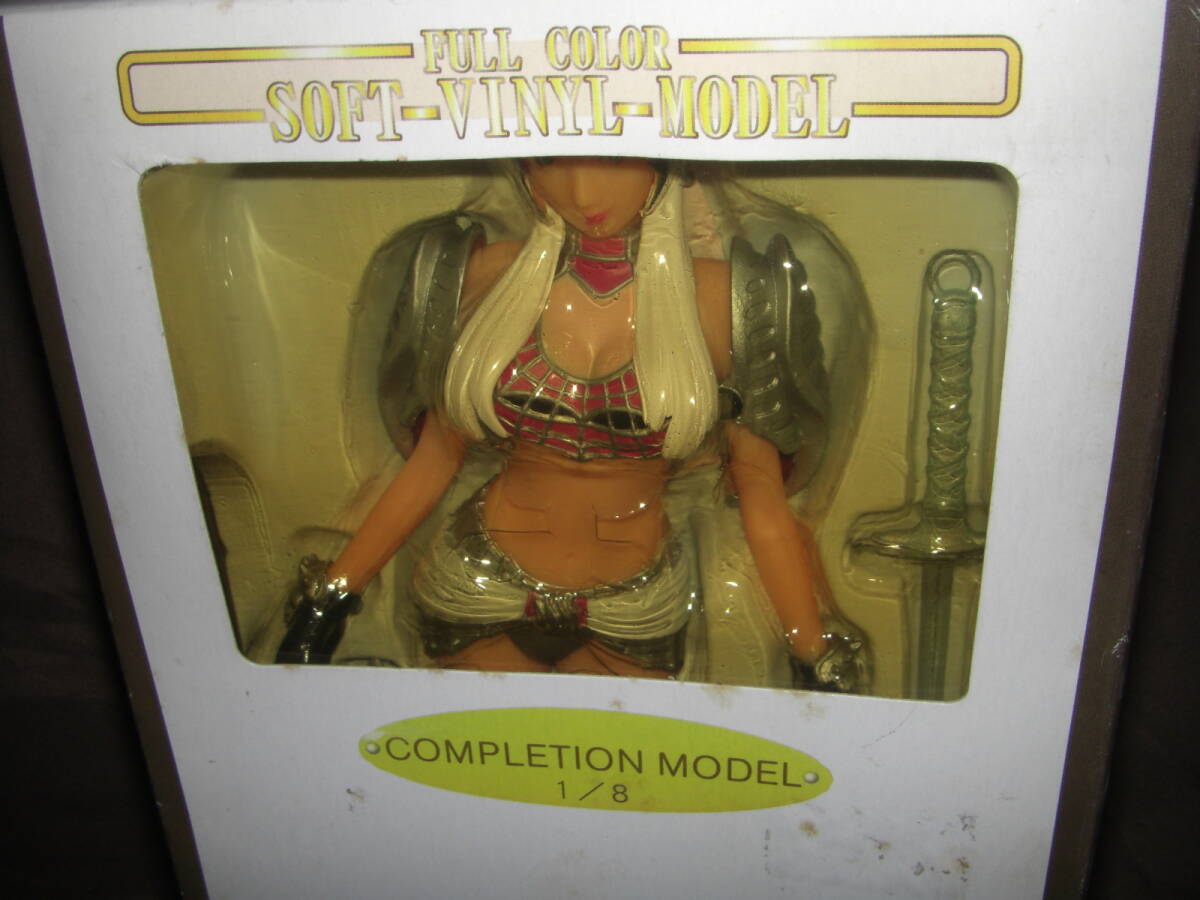 FULL COLOR
SOFT-VINYL-MODEL
COMPLETION MODEL
1/8